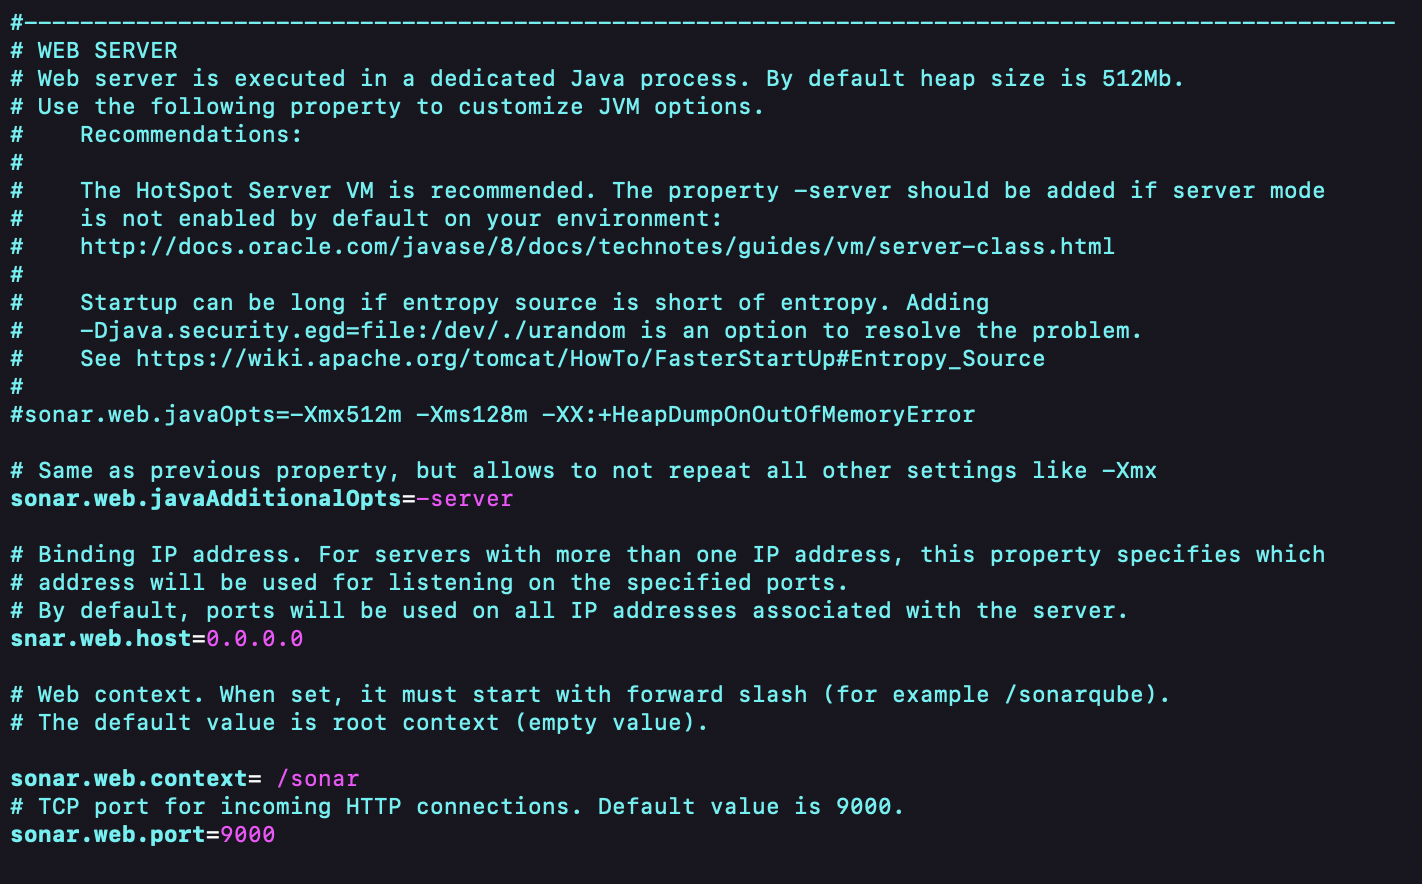 #--------------------------------------------------------------------------------------------------
# WEB SERVER
# Web server is executed in a dedicated Java process. By default heap size is 512Mb.
# Use the following property to customize JVM options.
#    Recommendations:
#
#    The HotSpot Server VM is recommended. The property -server should be added if server mode
#    is not enabled by default on your environment:
#    http://docs.oracle.com/javase/8/docs/technotes/guides/vm/server-class.html
#
#    Startup can be long if entropy source is short of entropy. Adding
#    -Djava.security.egd=file:/dev/./urandom is an option to resolve the problem.
#    See https://wiki.apache.org/tomcat/HowTo/FasterStartUp#Entropy_Source
#
#sonar.web.javaOpts=-Xmx512m -Xms128m -XX:+HeapDumpOnOutOfMemoryError

# Same as previous property, but allows to not repeat all other settings like -Xmx
sonar.web.javaAdditionalOpts=-server

# Binding IP address. For servers with more than one IP address, this property specifies which
# address will be used for listening on the specified ports.
# By default, ports will be used on all IP addresses associated with the server.
snar.web.host=0.0.0.0

# Web context. When set, it must start with forward slash (for example /sonarqube).
# The default value is root context (empty value).

sonar.web.context= /sonar
# TCP port for incoming HTTP connections. Default value is 9000.
sonar.web.port=9000